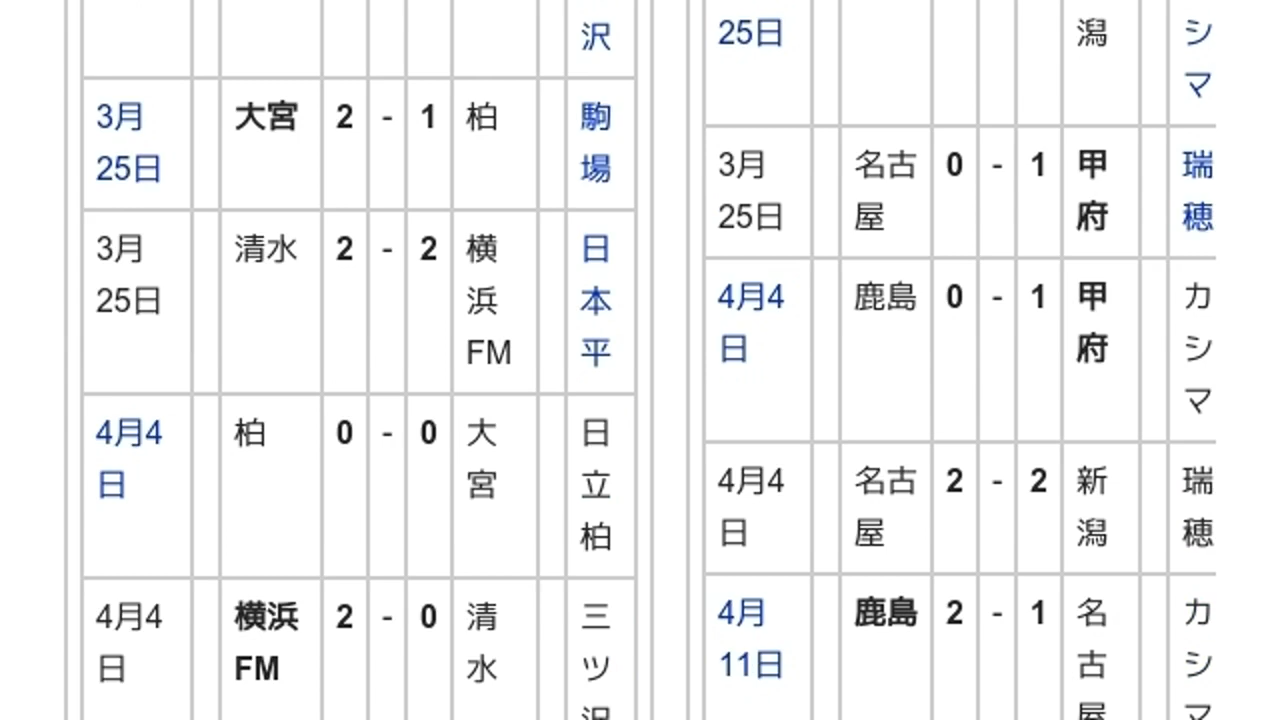 沢
3月 大宮 2 - 1 柏 駒
25日 場
3月 清水 2 - 2 横 日
25日 浜 本
FM 平
4月4 柏 0 - 0 大 日
日 宮 立
柏
4月4 横浜 2 - 0 清 三
日 FM 水 ツ
沢
25日 潟 シ
マ
3月 名古 0 - 1 甲 瑞
25日 屋 府 穂
4月4 鹿島 0 - 1 甲 カ
日 府 シ
マ
4月4 名古 2 - 2 新 瑞
日 屋 潟 穂
4月 鹿島 2 - 1 名 カ
11日 古 シ
屋 マ